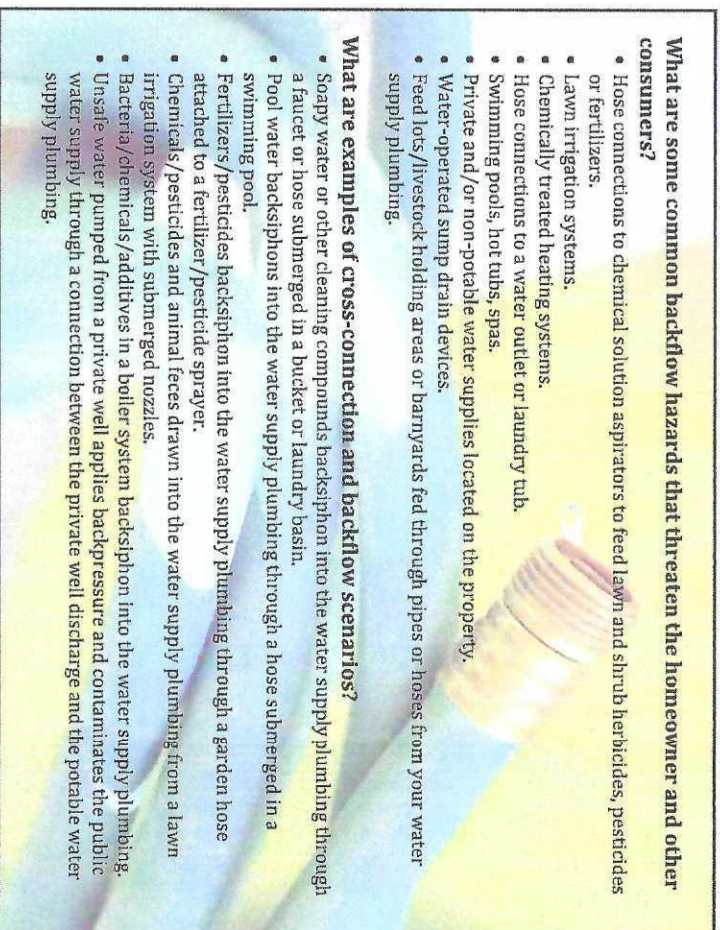 What are some common backflow hazards that threaten the homeowner and other
consumers?
• Hose connections to chemical solution aspirators to feed lawn and shrub herbicides, pesticides
or fertilizers.
• Lawn irrigation systems.
• Chemically treated heating systems.
• Hose connections to a water outlet or laundry tub.
• Swimming pools, hot tubs, spas.
• Private and/or non-potable water supplies located on the property.
• Water-operated sump drain devices.
• Feed lots/livestock holding areas or barnyards fed through pipes or hoses from your water
supply plumbing.
What are examples of cross-connection and backflow scenarios?
• Soapy water or other cleaning compounds backsiphon into the water supply plumbing through
a faucet or hose submerged in a bucket or laundry basin.
• Pool water backsiphons into the water supply plumbing through a hose submerged in a
swimming pool.
• Fertilizers/pesticides backsiphon into the water supply plumbing through a garden hose
attached to a fertilizer/pesticide sprayer.
• Chemicals/pesticides and animal feces drawn into the water supply plumbing from a lawn
irrigation system with submerged nozzles.
• Bacteria/chemicals/additives in a boiler system backsiphon into the water supply plumbing.
• Unsafe water pumped from a private well applies backpressure and contaminates the public
water supply through a connection between the private well discharge and the potable water
supply plumbing.